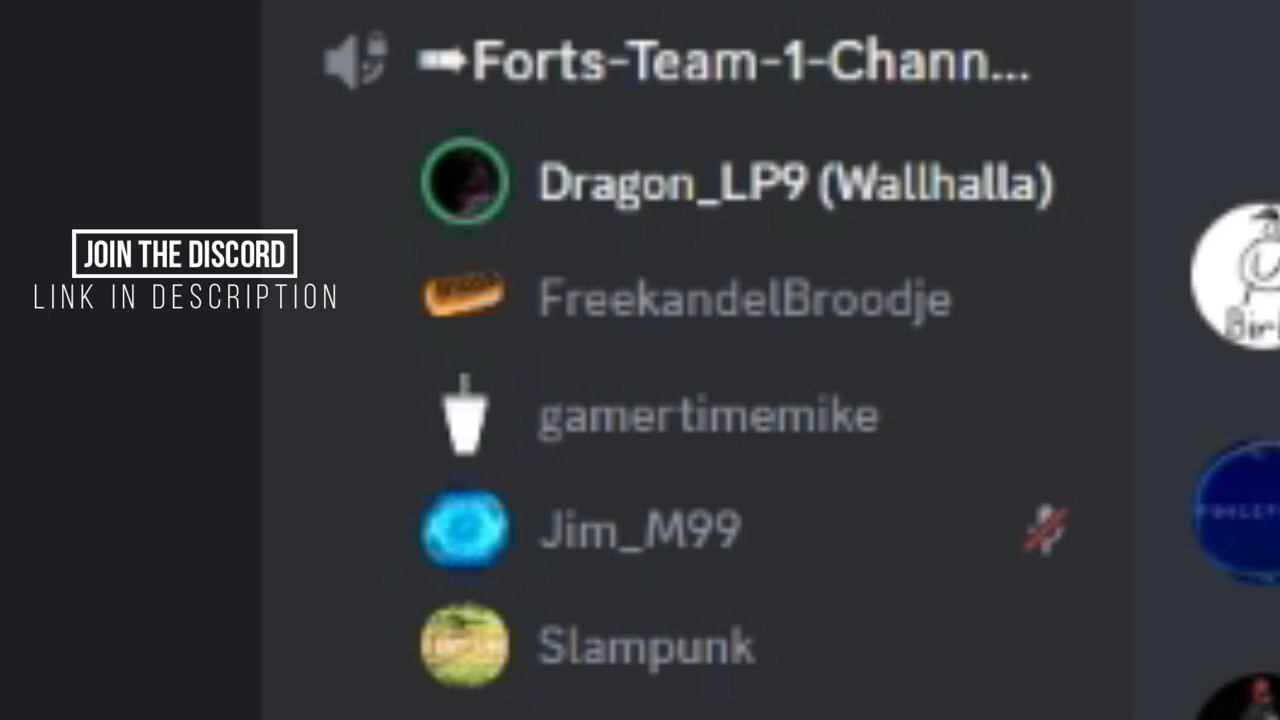 ➡Forts-Team-1-Chann...
Dragon_LP9 (Wallhalla)
JOIN THE DISCORD
LINK IN DESCRIPTION
FreekandelBroodje
gamertimemike
Jim_M99
Slampunk